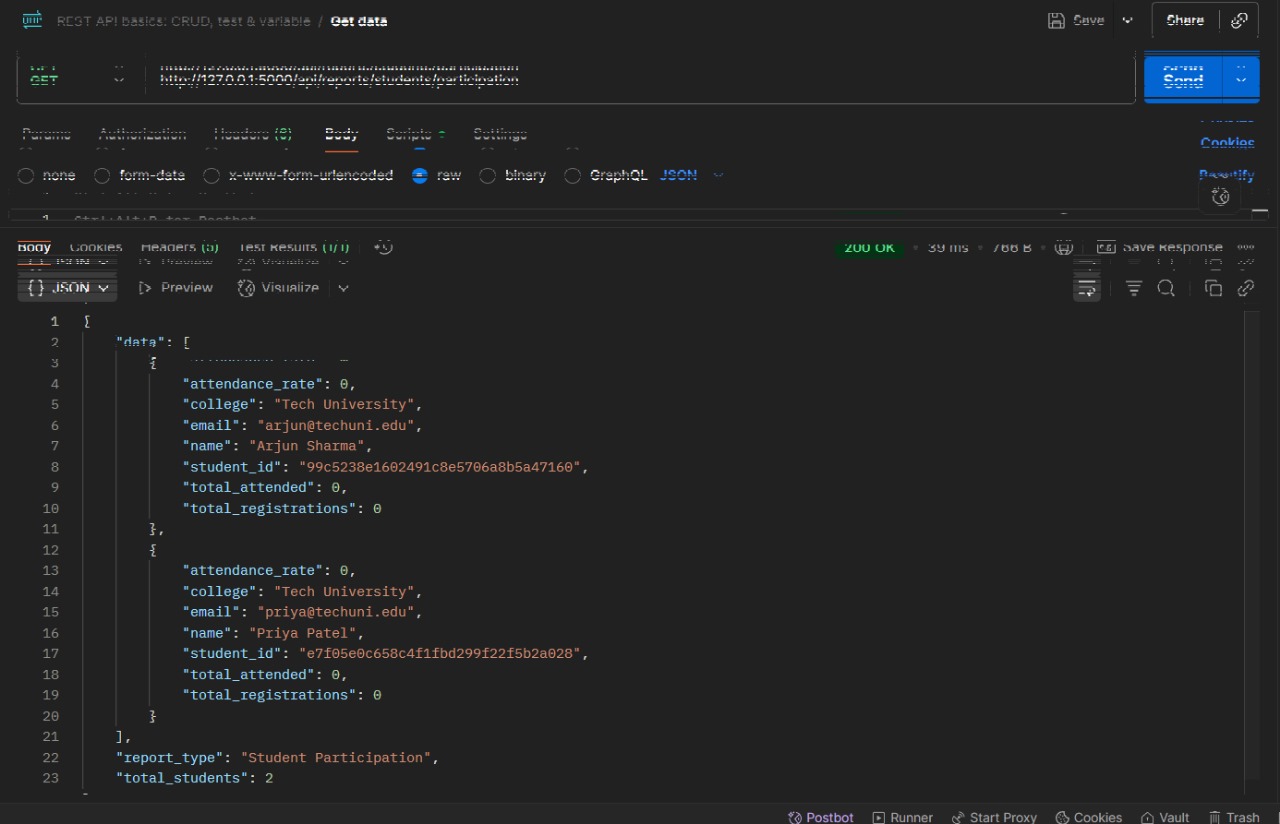 REST API basics: CRUD, test & variable / Get data
Save
Share
GET http://127.0.0.1:5000/api/reports/students/participation
Send
Params Authorization Headers (8) Body Scripts Settings
Cookies
none form-data x-www-form-urlencoded raw binary GraphQL JSON
Beautify
1 Ctrl+Alt+P for Postbot
Body Cookies Headers (5) Test Results (1/1)
200 OK • 39 ms • 766 B • Save Response
{} JSON Preview Visualize
1 {
2 "data": [
3 {
4 "attendance_rate": 0,
5 "college": "Tech University",
6 "email": "arjun@techuni.edu",
7 "name": "Arjun Sharma",
8 "student_id": "99c5238e1602491c8e5706a8b5a47160",
9 "total_attended": 0,
10 "total_registrations": 0
11 },
12 {
13 "attendance_rate": 0,
14 "college": "Tech University",
15 "email": "priya@techuni.edu",
16 "name": "Priya Patel",
17 "student_id": "e7f05e0c658c4f1fbd299f22f5b2a028",
18 "total_attended": 0,
19 "total_registrations": 0
20 }
21 ],
22 "report_type": "Student Participation",
23 "total_students": 2
Postbot Runner Start Proxy Cookies Vault Trash